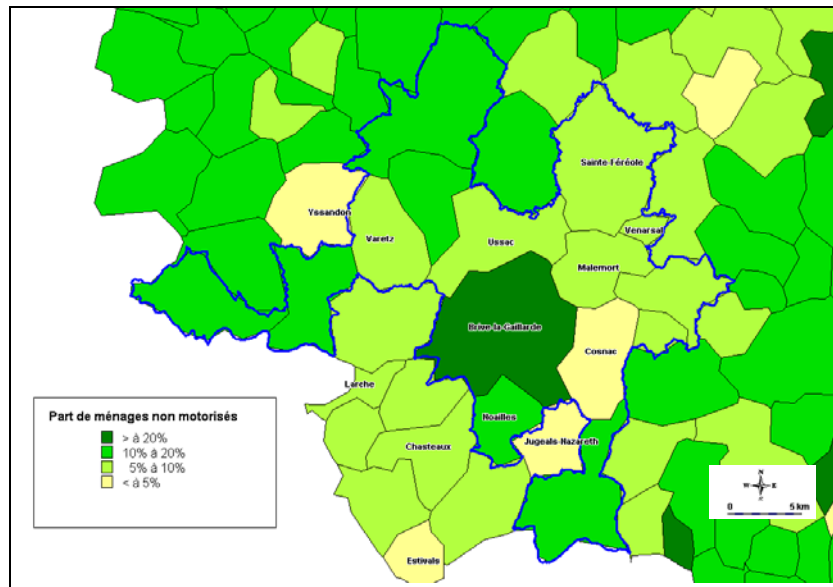 Sainte-Féréole
Yssandon
Varetz
Ussac
Venarsal
Malemort
Brive-la-Gaillarde
Cosnac
Larche
Noailles
Chasteaux
Jugeals-Nazareth
Estivals
Part de ménages non motorisés
> à 20%
10% à 20%
5% à 10%
< à 5%
N
W E
S
0 5 km